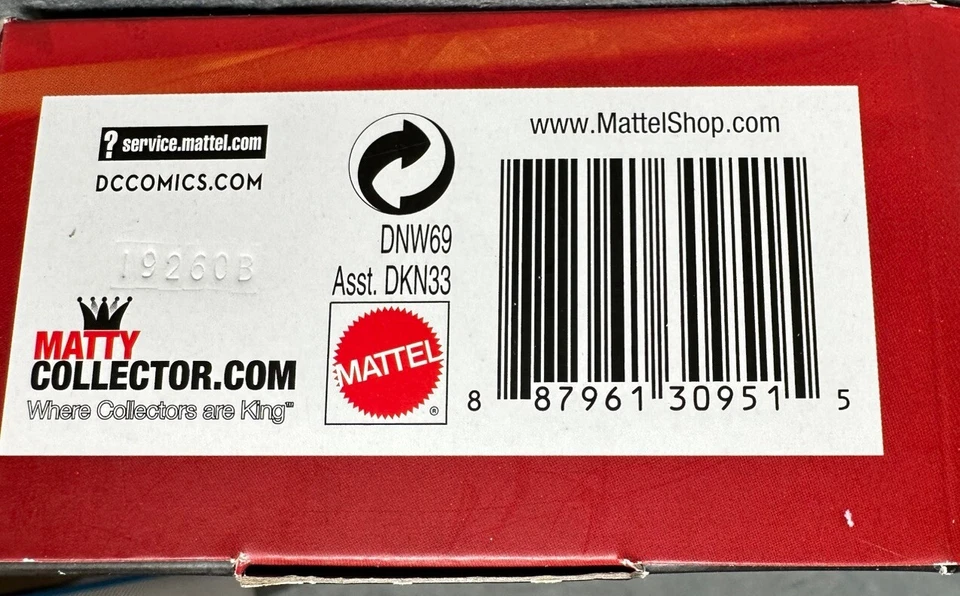 ? service.mattel.com
DCCOMICS.COM
19260B
MATTY
COLLECTOR.COM
Where Collectors are King™
DNW69
Asst. DKN33
MATTEL
®
www.MattelShop.com
8 87961 30951 5